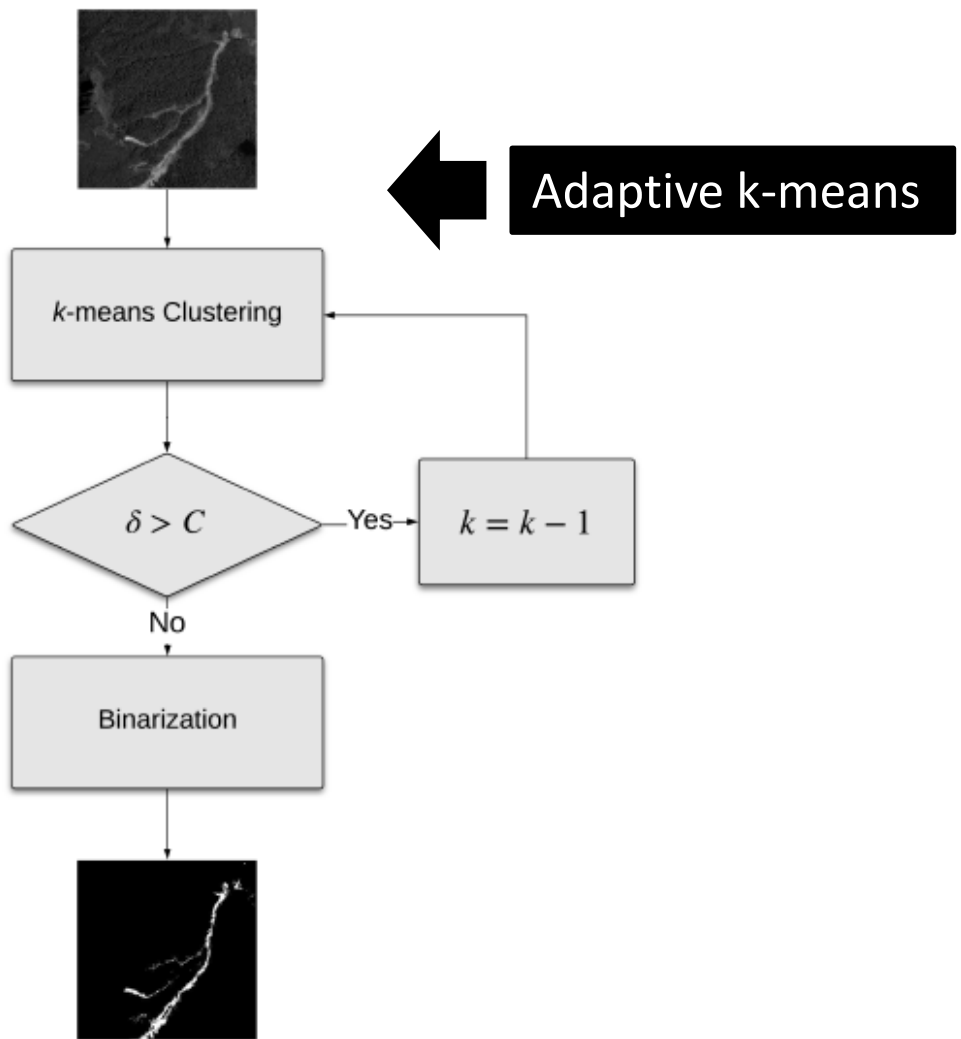 Adaptive k-means
k-means Clustering
δ > C
Yes
k = k − 1
No
Binarization